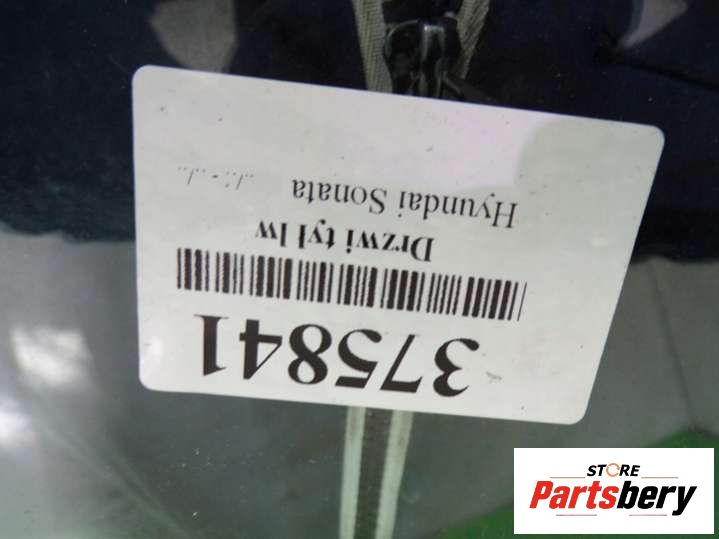 375841
Drzwi tył lw
Hyundai Sonata
STORE
Partsbery